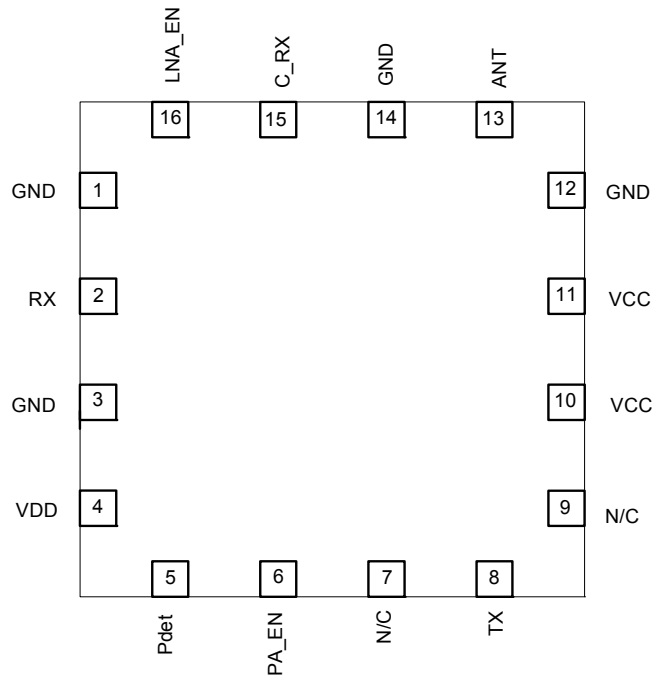 LNA_EN
C_RX
GND
ANT
16
15
14
13
GND
1
12
GND
RX
2
11
VCC
GND
3
10
VCC
VDD
4
9
N/C
5
6
7
8
Pdet
PA_EN
N/C
TX